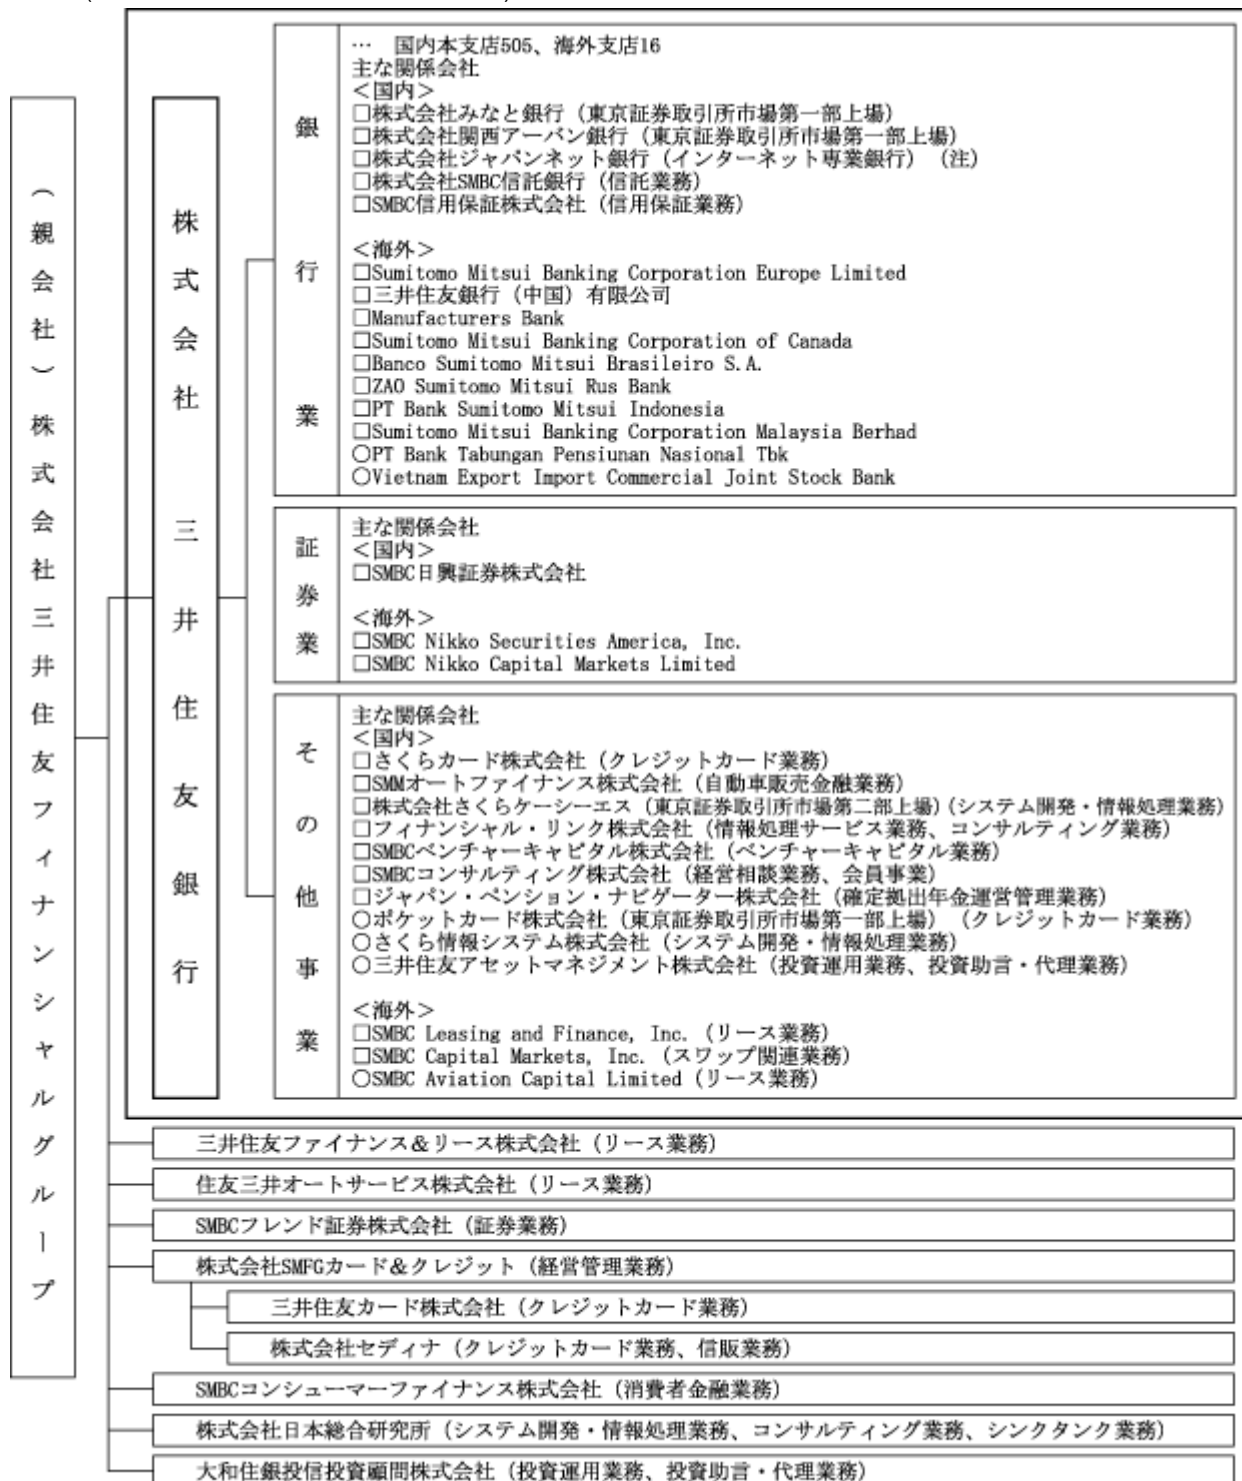 （親会社）株式会社三井住友フィナンシャルグループ
株式会社三井住友銀行
銀行業
… 国内本支店505、海外支店16
主な関係会社
＜国内＞
□株式会社みなと銀行（東京証券取引所市場第一部上場）
□株式会社関西アーバン銀行（東京証券取引所市場第一部上場）
□株式会社ジャパンネット銀行（インターネット専業銀行）（注）
□株式会社SMBC信託銀行（信託業務）
□SMBC信用保証株式会社（信用保証業務）
＜海外＞
□Sumitomo Mitsui Banking Corporation Europe Limited
□三井住友銀行（中国）有限公司
□Manufacturers Bank
□Sumitomo Mitsui Banking Corporation of Canada
□Banco Sumitomo Mitsui Brasileiro S.A.
□ZAO Sumitomo Mitsui Rus Bank
□PT Bank Sumitomo Mitsui Indonesia
□Sumitomo Mitsui Banking Corporation Malaysia Berhad
○PT Bank Tabungan Pensiunan Nasional Tbk
○Vietnam Export Import Commercial Joint Stock Bank
証券業
主な関係会社
＜国内＞
□SMBC日興証券株式会社
＜海外＞
□SMBC Nikko Securities America, Inc.
□SMBC Nikko Capital Markets Limited
その他事業
主な関係会社
＜国内＞
□さくらカード株式会社（クレジットカード業務）
□SMMオートファイナンス株式会社（自動車販売金融業務）
□株式会社さくらケーシーエス（東京証券取引所市場第二部上場）（システム開発・情報処理業務）
□フィナンシャル・リンク株式会社（情報処理サービス業務、コンサルティング業務）
□SMBCベンチャーキャピタル株式会社（ベンチャーキャピタル業務）
□SMBCコンサルティング株式会社（経営相談業務、会員事業）
□ジャパン・ペンション・ナビゲーター株式会社（確定拠出年金運営管理業務）
○ポケットカード株式会社（東京証券取引所市場第一部上場）（クレジットカード業務）
○さくら情報システム株式会社（システム開発・情報処理業務）
○三井住友アセットマネジメント株式会社（投資運用業務、投資助言・代理業務）
＜海外＞
□SMBC Leasing and Finance, Inc.（リース業務）
□SMBC Capital Markets, Inc.（スワップ関連業務）
○SMBC Aviation Capital Limited（リース業務）
三井住友ファイナンス＆リース株式会社（リース業務）
住友三井オートサービス株式会社（リース業務）
SMBCフレンド証券株式会社（証券業務）
株式会社SMFGカード＆クレジット（経営管理業務）
三井住友カード株式会社（クレジットカード業務）
株式会社セディナ（クレジットカード業務、信販業務）
SMBCコンシューマーファイナンス株式会社（消費者金融業務）
株式会社日本総合研究所（システム開発・情報処理業務、コンサルティング業務、シンクタンク業務）
大和住銀投信投資顧問株式会社（投資運用業務、投資助言・代理業務）